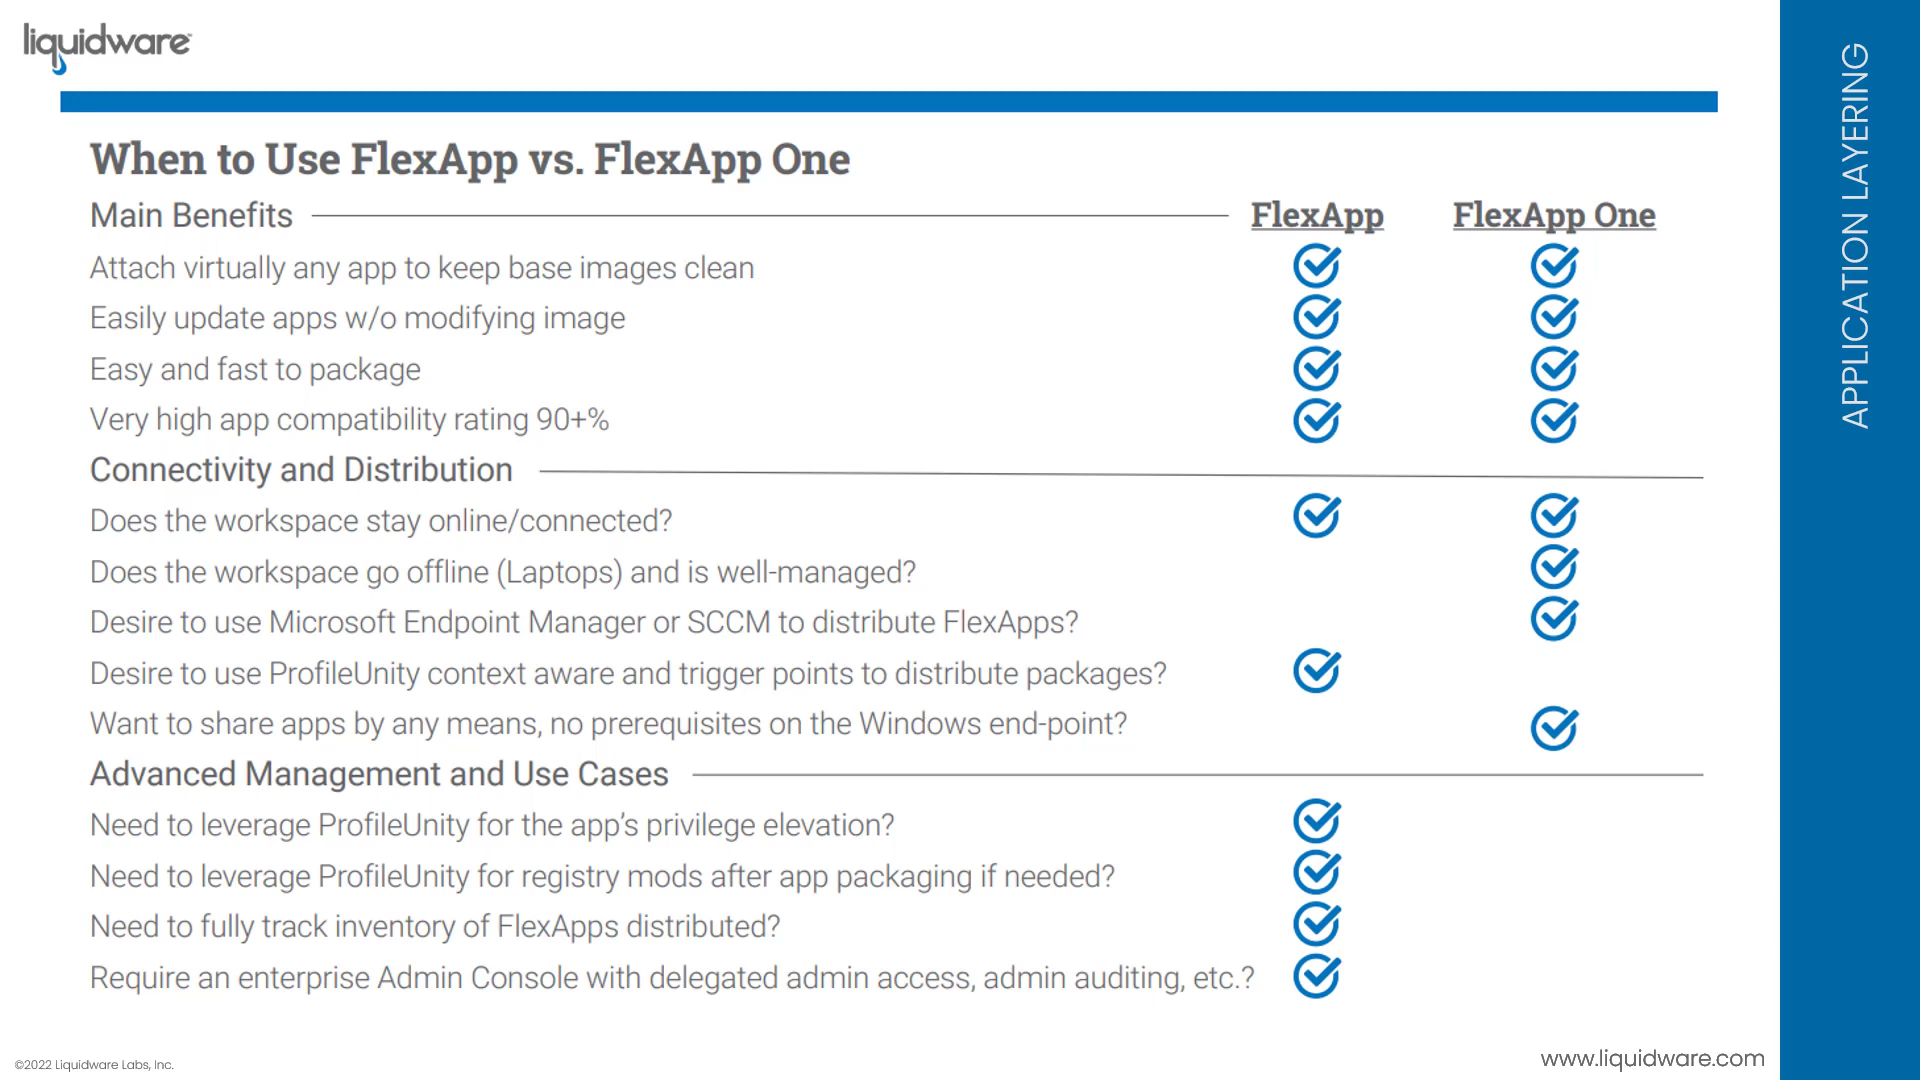 liquidware
APPLICATION LAYERING
When to Use FlexApp vs. FlexApp One
Main Benefits FlexApp FlexApp One
Attach virtually any app to keep base images clean
Easily update apps w/o modifying image
Easy and fast to package
Very high app compatibility rating 90+%
Connectivity and Distribution
Does the workspace stay online/connected?
Does the workspace go offline (Laptops) and is well-managed?
Desire to use Microsoft Endpoint Manager or SCCM to distribute FlexApps?
Desire to use ProfileUnity context aware and trigger points to distribute packages?
Want to share apps by any means, no prerequisites on the Windows end-point?
Advanced Management and Use Cases
Need to leverage ProfileUnity for the app’s privilege elevation?
Need to leverage ProfileUnity for registry mods after app packaging if needed?
Need to fully track inventory of FlexApps distributed?
Require an enterprise Admin Console with delegated admin access, admin auditing, etc.?
©2022 Liquidware Labs, Inc.
www.liquidware.com